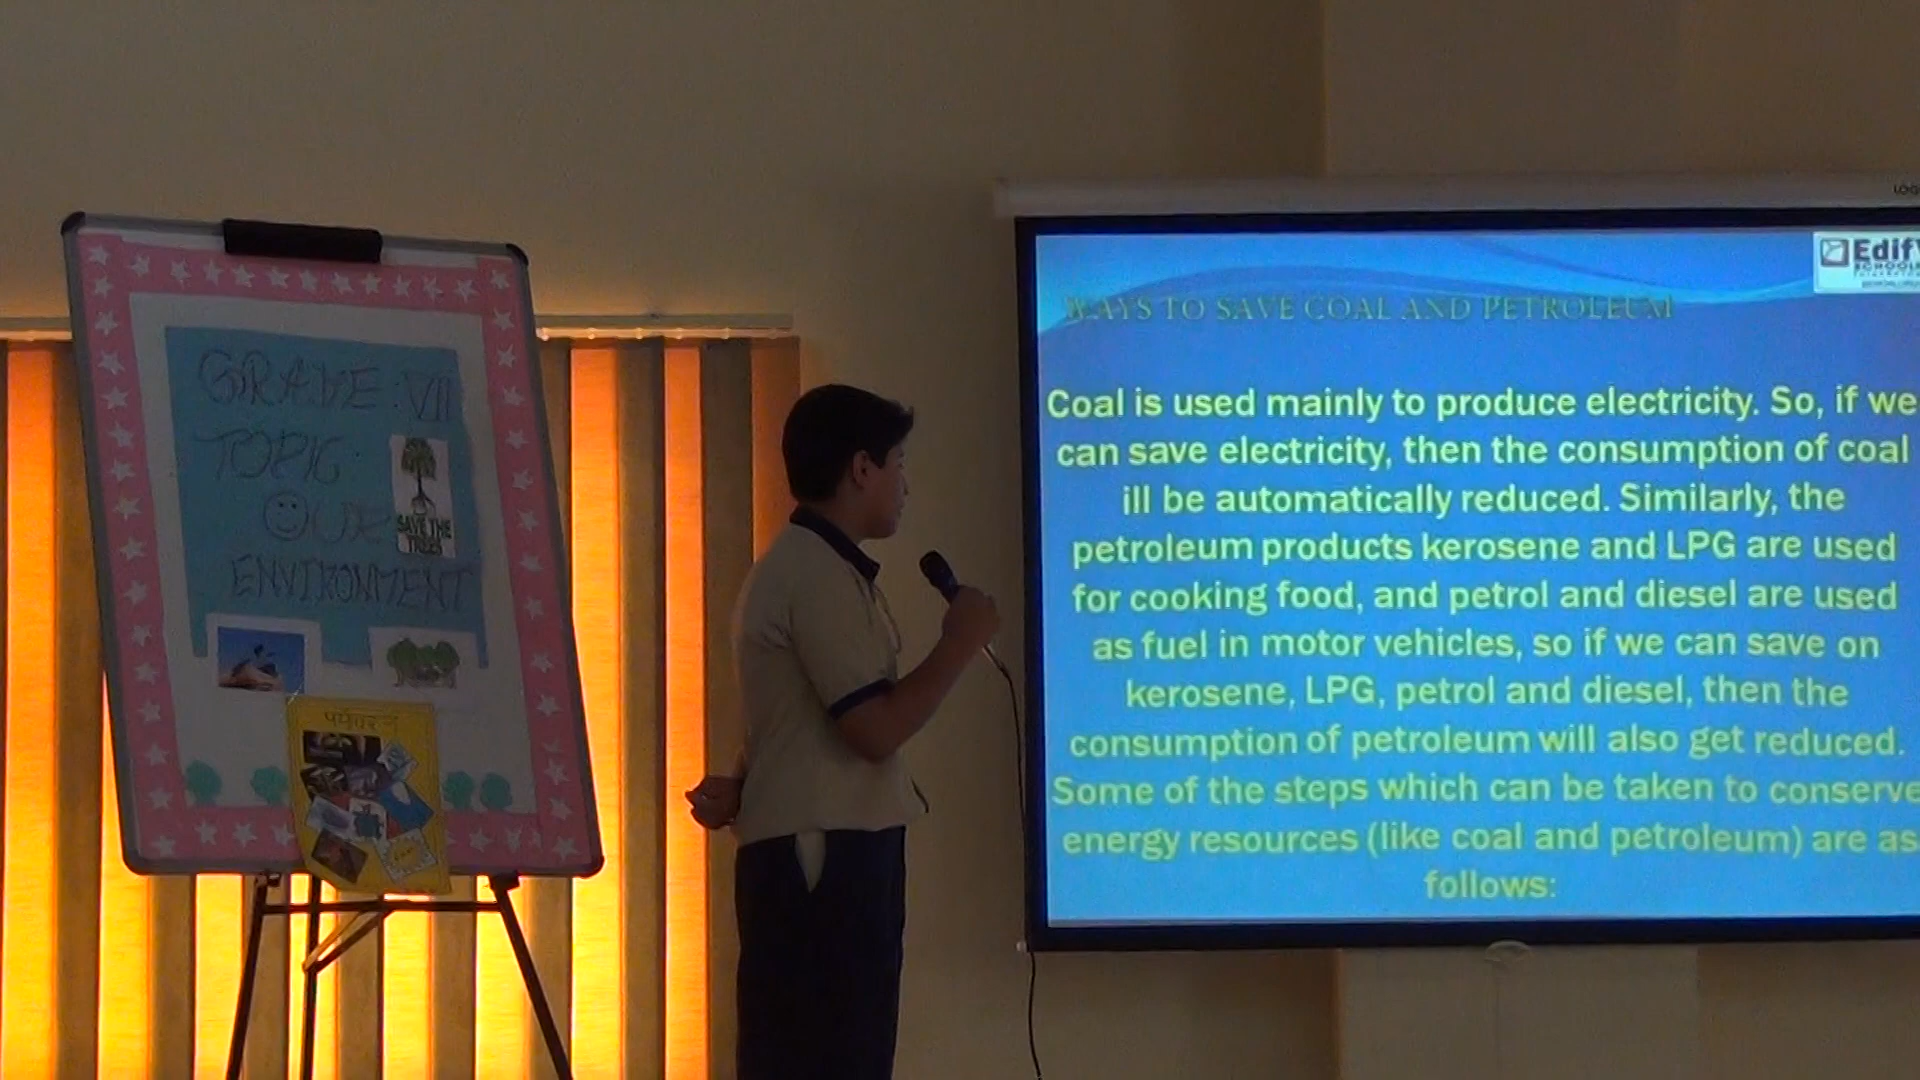 GRADE : VII
TOPIC :
OUR
ENVIRONMENT
SAVE THE
TREES
पर्यावरण
WAYS TO SAVE COAL AND PETROLEUM
Coal is used mainly to produce electricity. So, if we
can save electricity, then the consumption of coal
ill be automatically reduced. Similarly, the
petroleum products kerosene and LPG are used
for cooking food, and petrol and diesel are used
as fuel in motor vehicles, so if we can save on
kerosene, LPG, petrol and diesel, then the
consumption of petroleum will also get reduced.
Some of the steps which can be taken to conserve
energy resources (like coal and petroleum) are as
follows:
Edify
SCHOOL